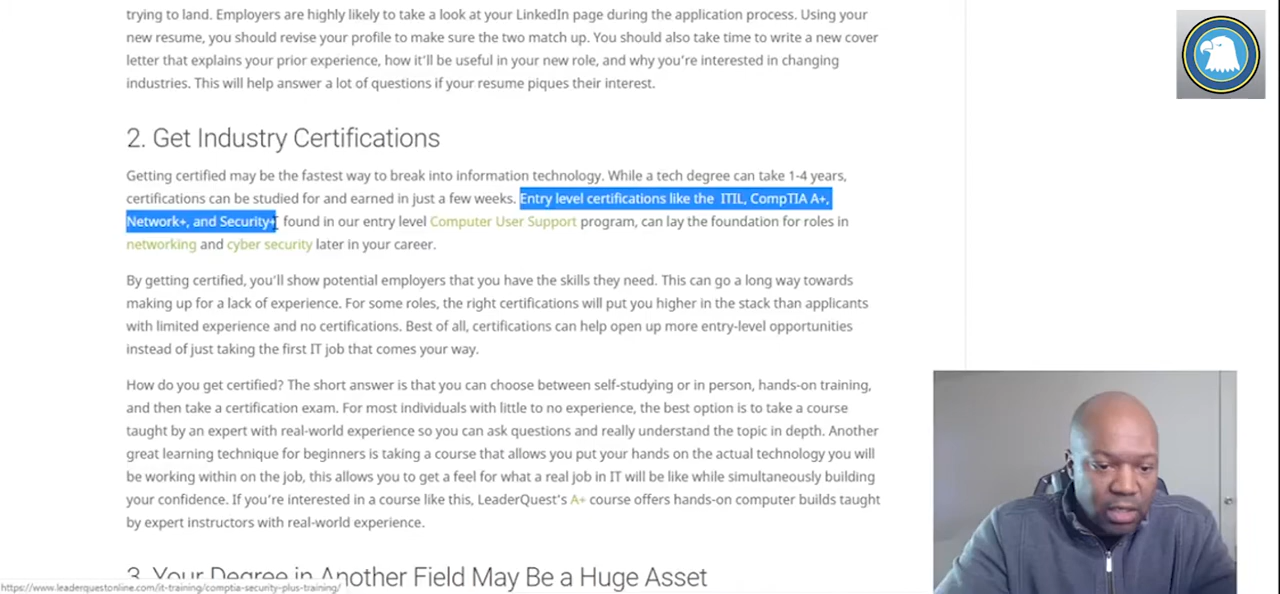 trying to land. Employers are highly likely to take a look at your LinkedIn page during the application process. Using your
new resume, you should revise your profile to make sure the two match up. You should also take time to write a new cover
letter that explains your prior experience, how it'll be useful in your new role, and why you're interested in changing
industries. This will help answer a lot of questions if your resume piques their interest.
2. Get Industry Certifications
Getting certified may be the fastest way to break into information technology. While a tech degree can take 1-4 years,
certifications can be studied for and earned in just a few weeks. Entry level certifications like the ITIL, CompTIA A+,
Network+, and Security+ found in our entry level Computer User Support program, can lay the foundation for roles in
networking and cyber security later in your career.
By getting certified, you'll show potential employers that you have the skills they need. This can go a long way towards
making up for a lack of experience. For some roles, the right certifications will put you higher in the stack than applicants
with limited experience and no certifications. Best of all, certifications can help open up more entry-level opportunities
instead of just taking the first IT job that comes your way.
How do you get certified? The short answer is that you can choose between self-studying or in person, hands-on training,
and then take a certification exam. For most individuals with little to no experience, the best option is to take a course
taught by an expert with real-world experience so you can ask questions and really understand the topic in depth. Another
great learning technique for beginners is taking a course that allows you put your hands on the actual technology you will
be working within on the job, this allows you to get a feel for what a real job in IT will be like while simultaneously building
your confidence. If you're interested in a course like this, LeaderQuest's A+ course offers hands-on computer builds taught
by expert instructors with real-world experience.
3. Your Degree in Another Field May Be a Huge Asset
https://www.leaderquestonline.com/it-training/comptia-security-plus-training/